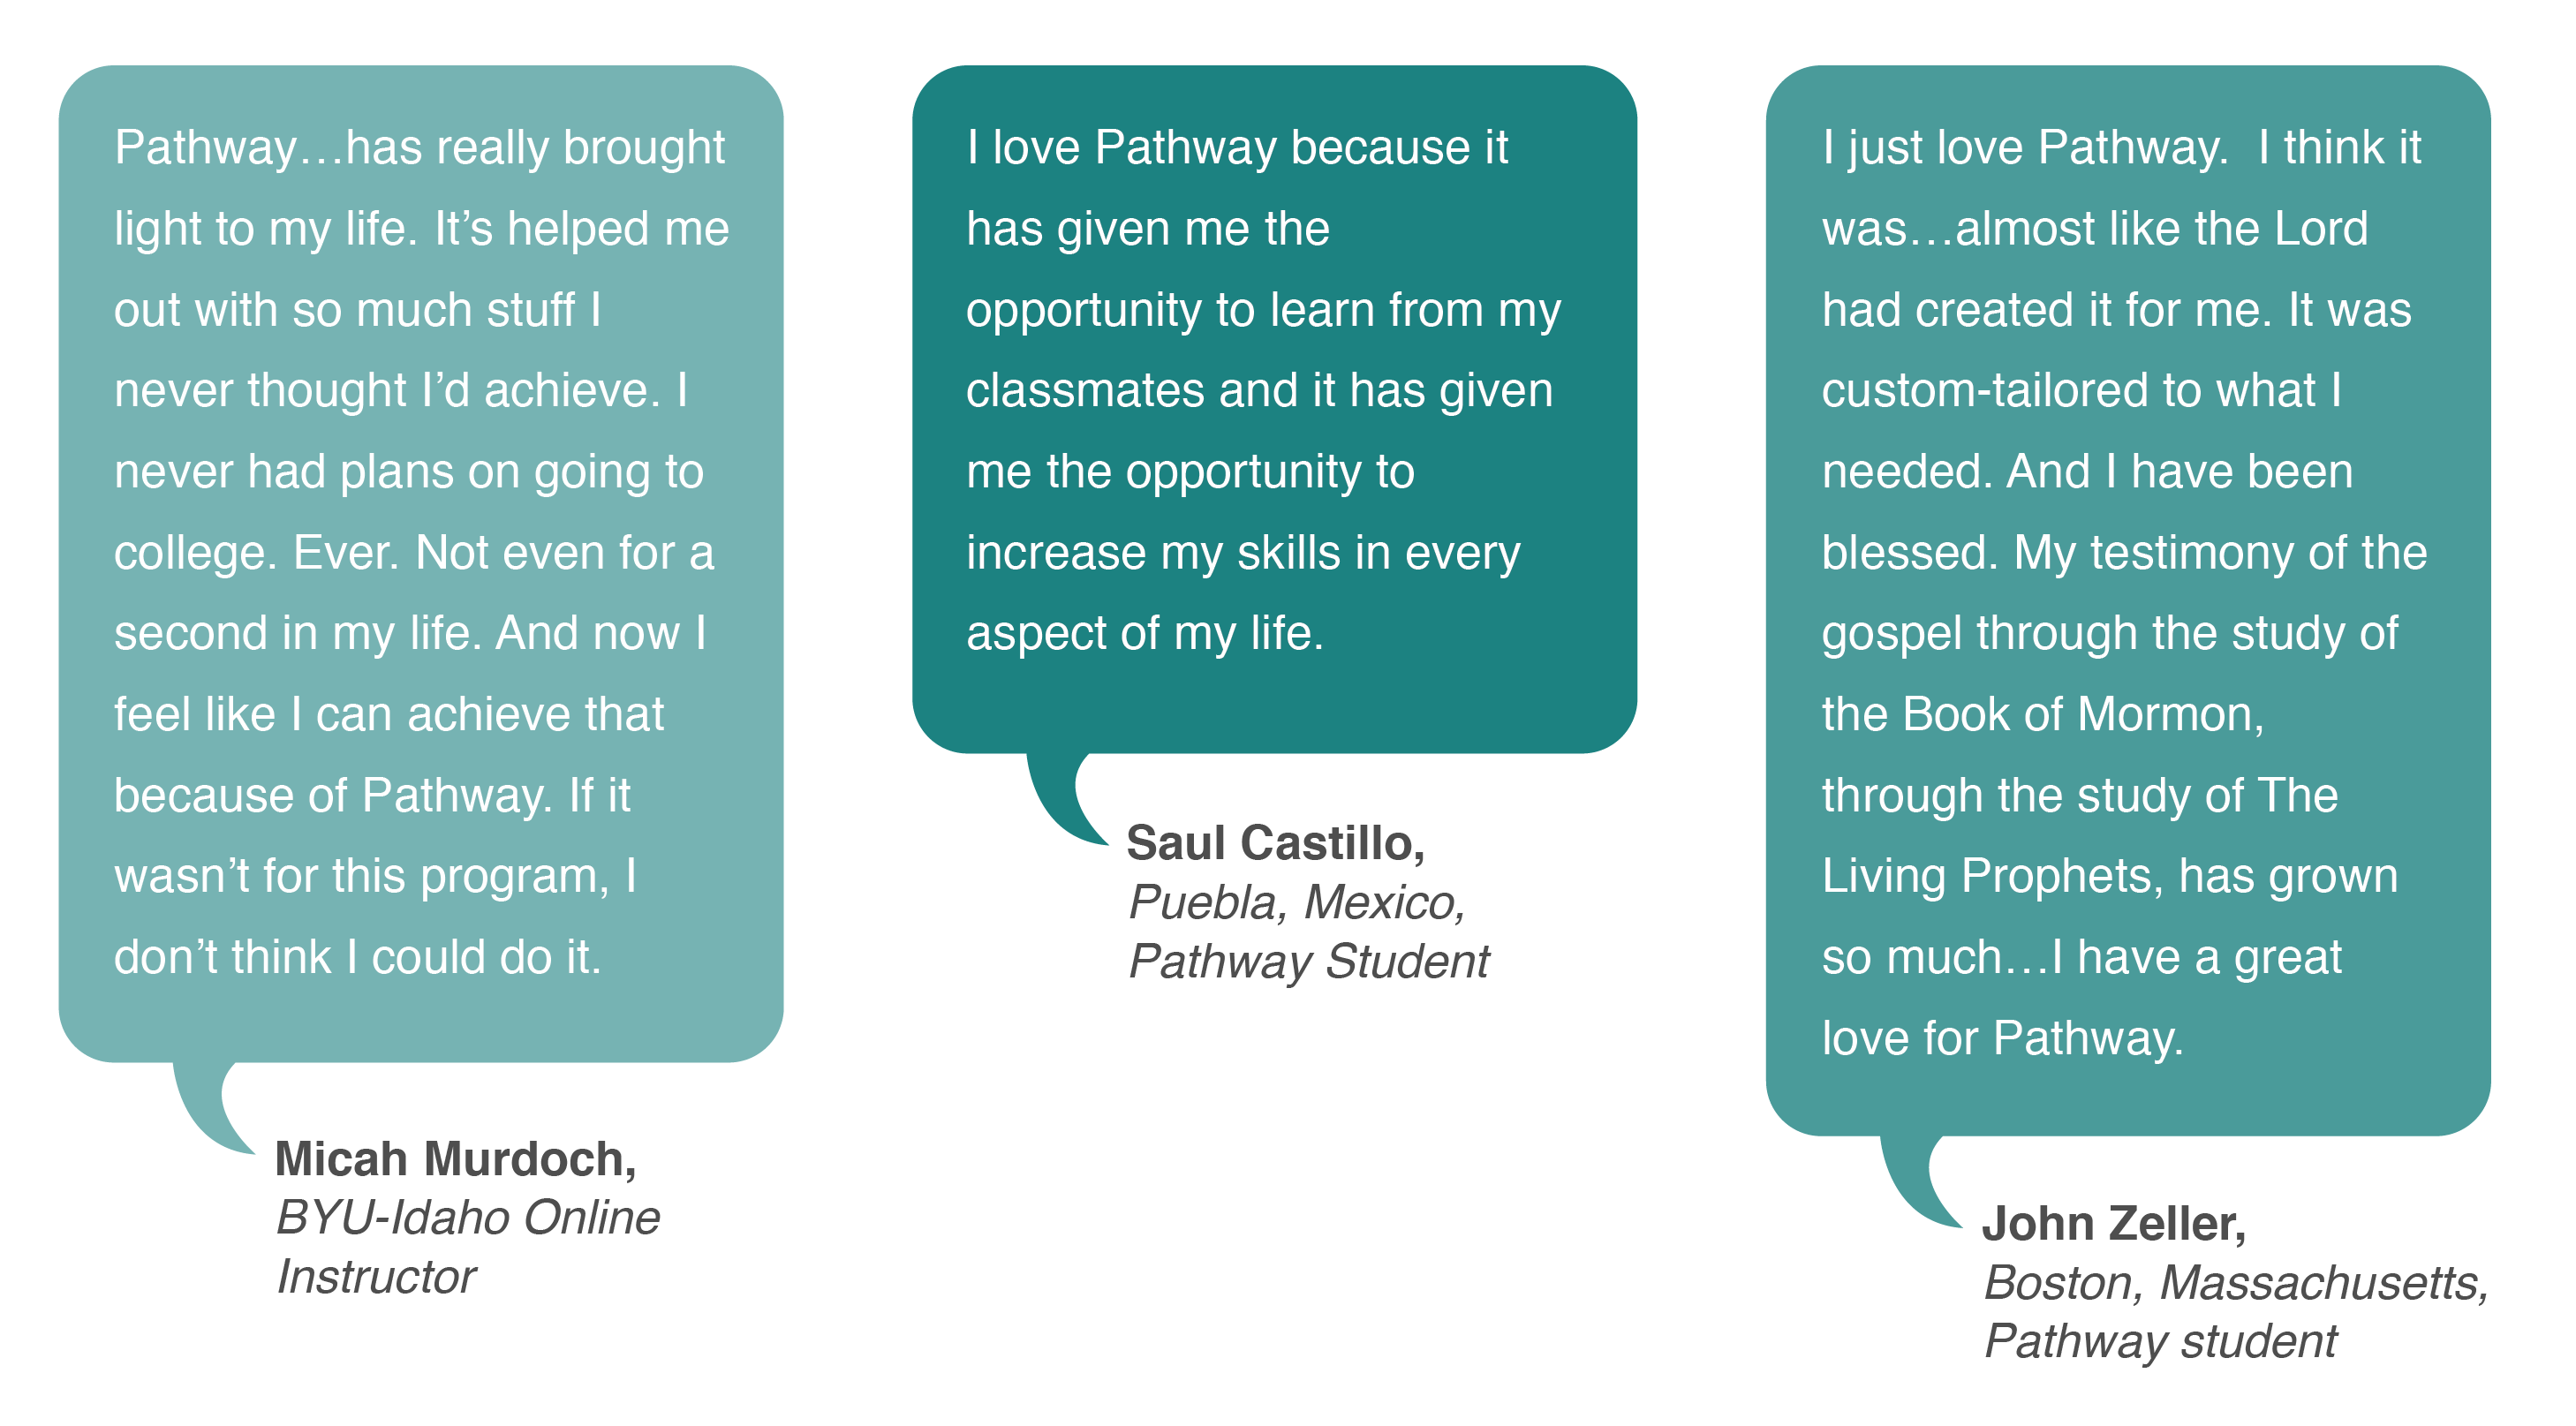 Pathway…has really brought
light to my life. It’s helped me
out with so much stuff I
never thought I’d achieve. I
never had plans on going to
college. Ever. Not even for a
second in my life. And now I
feel like I can achieve that
because of Pathway. If it
wasn’t for this program, I
don’t think I could do it.
Micah Murdoch,
BYU-Idaho Online
Instructor
I love Pathway because it
has given me the
opportunity to learn from my
classmates and it has given
me the opportunity to
increase my skills in every
aspect of my life.
Saul Castillo,
Puebla, Mexico,
Pathway Student
I just love Pathway.  I think it
was…almost like the Lord
had created it for me. It was
custom-tailored to what I
needed. And I have been
blessed. My testimony of the
gospel through the study of
the Book of Mormon,
through the study of The
Living Prophets, has grown
so much…I have a great
love for Pathway.
John Zeller,
Boston, Massachusetts,
Pathway student